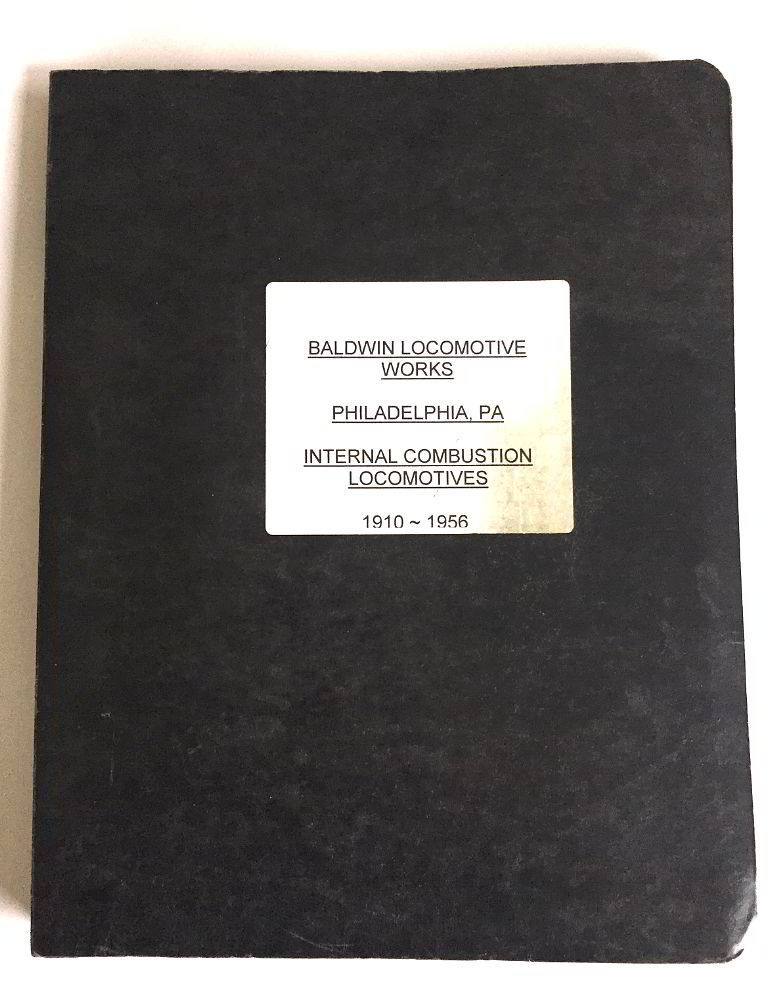 BALDWIN LOCOMOTIVE
WORKS
PHILADELPHIA, PA
INTERNAL COMBUSTION
LOCOMOTIVES
1910 ~ 1956